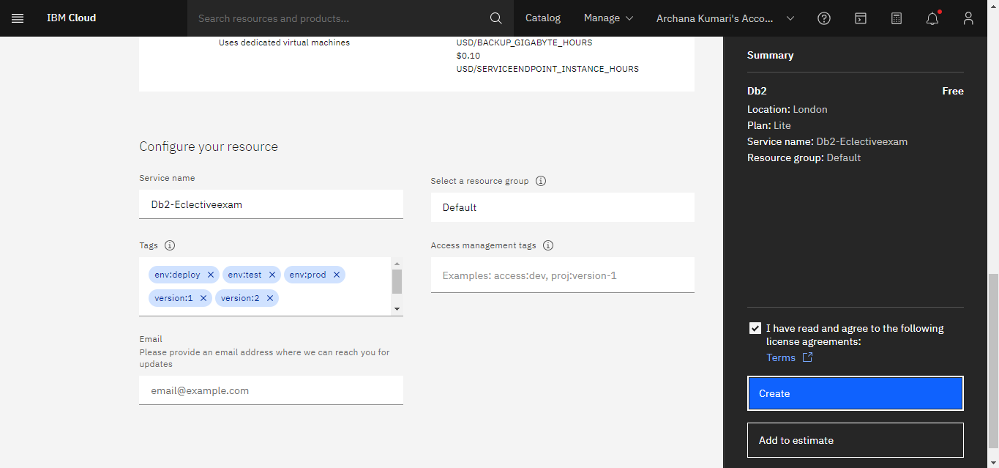 IBM Cloud
Search resources and products...
Catalog
Manage
Archana Kumari's Acco...
Uses dedicated virtual machines
USD/BACKUP_GIGABYTE_HOURS
$0.10
USD/SERVICEENDPOINT_INSTANCE_HOURS
Configure your resource
Service name
Db2-Eclectiveexam
Select a resource group
Default
Tags
env:deploy
env:test
env:prod
version:1
version:2
Access management tags
Examples: access:dev, proj:version-1
Email
Please provide an email address where we can reach you for
updates
email@example.com
Summary
Db2 Free
Location: London
Plan: Lite
Service name: Db2-Eclectiveexam
Resource group: Default
I have read and agree to the following
license agreements:
Terms
Create
Add to estimate